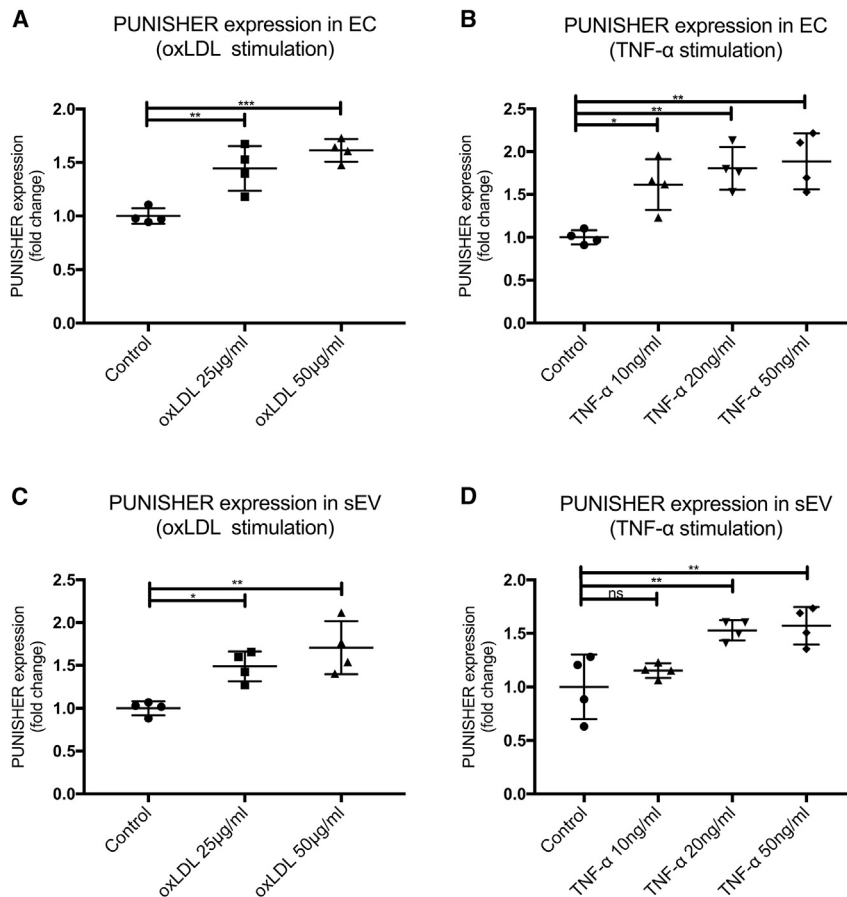 A
PUNISHER expression in EC
(oxLDL stimulation)
PUNISHER expression
(fold change)
2.0
1.5
1.0
0.5
0.0
***
**
Control
oxLDL 25µg/ml
oxLDL 50µg/ml
B
PUNISHER expression in EC
(TNF-α stimulation)
PUNISHER expression
(fold change)
2.5
2.0
1.5
1.0
0.5
0.0
**
**
*
Control
TNF-α 10ng/ml
TNF-α 20ng/ml
TNF-α 50ng/ml
C
PUNISHER expression in sEV
(oxLDL stimulation)
PUNISHER expression
(fold change)
2.5
2.0
1.5
1.0
0.5
0.0
**
*
Control
oxLDL 25µg/ml
oxLDL 50µg/ml
D
PUNISHER expression in sEV
(TNF-α stimulation)
PUNISHER expression
(fold change)
2.0
1.5
1.0
0.5
0.0
**
**
ns
Control
TNF-α 10ng/ml
TNF-α 20ng/ml
TNF-α 50ng/ml